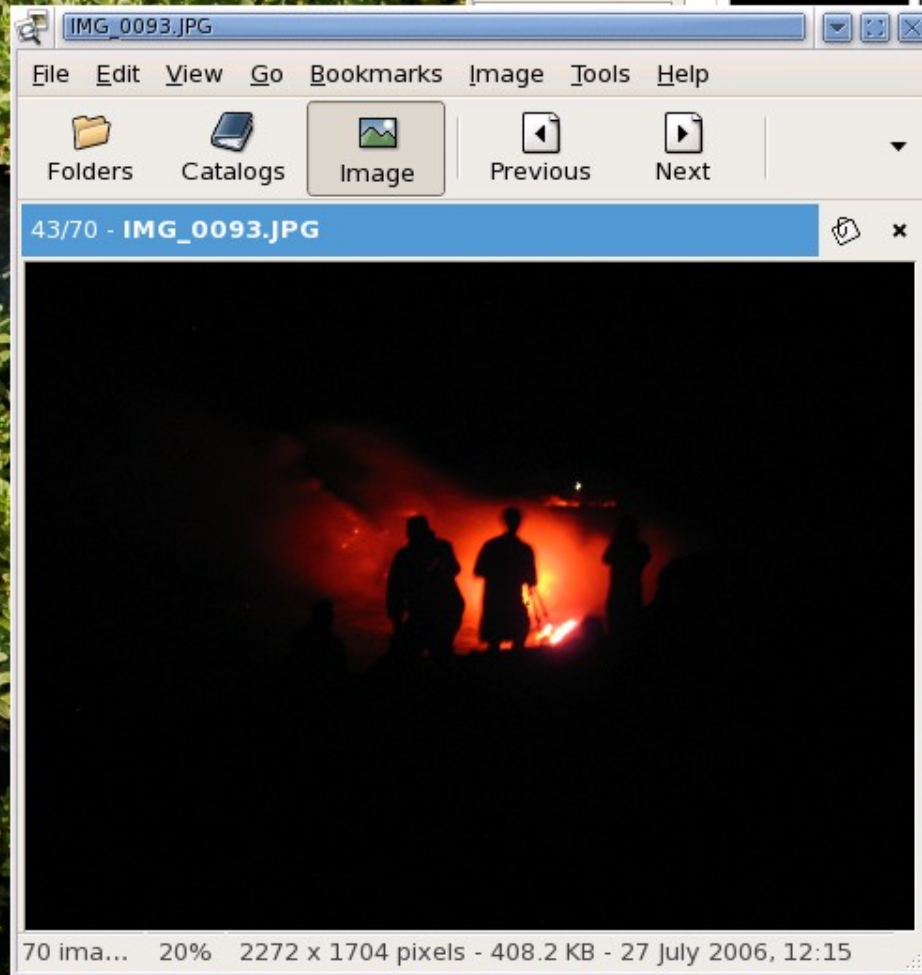 IMG_0093.JPG
File Edit View Go Bookmarks Image Tools Help
Folders Catalogs Image Previous Next
43/70 - IMG_0093.JPG
70 ima... 20% 2272 x 1704 pixels - 408.2 KB - 27 July 2006, 12:15